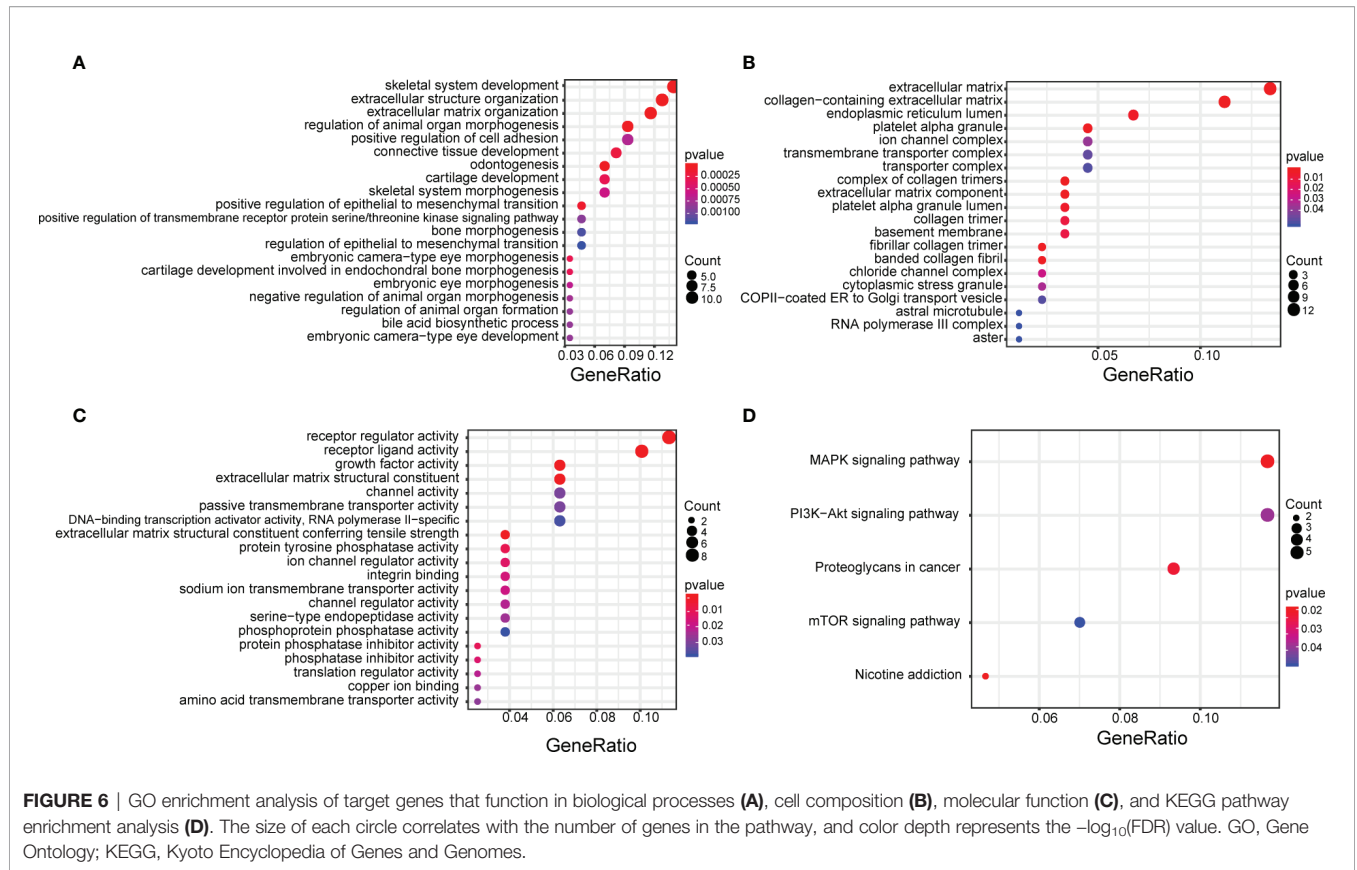 A
skeletal system development
extracellular structure organization
extracellular matrix organization
regulation of animal organ morphogenesis
positive regulation of cell adhesion
connective tissue development
odontogenesis
cartilage development
skeletal system morphogenesis
positive regulation of epithelial to mesenchymal transition
positive regulation of transmembrane receptor protein serine/threonine kinase signaling pathway
bone morphogenesis
regulation of epithelial to mesenchymal transition
embryonic camera−type eye morphogenesis
cartilage development involved in endochondral bone morphogenesis
embryonic eye morphogenesis
negative regulation of animal organ morphogenesis
regulation of animal organ formation
bile acid biosynthetic process
embryonic camera−type eye development
0.03 0.06 0.09 0.12
GeneRatio
pvalue
0.00025
0.00050
0.00075
0.00100
Count
5.0
7.5
10.0
B
extracellular matrix
collagen−containing extracellular matrix
endoplasmic reticulum lumen
platelet alpha granule
ion channel complex
transmembrane transporter complex
transporter complex
complex of collagen trimers
extracellular matrix component
platelet alpha granule lumen
collagen trimer
basement membrane
fibrillar collagen trimer
banded collagen fibril
chloride channel complex
cytoplasmic stress granule
COPII−coated ER to Golgi transport vesicle
astral microtubule
RNA polymerase III complex
aster
0.05 0.10
GeneRatio
pvalue
0.01
0.02
0.03
0.04
Count
3
6
9
12
C
receptor regulator activity
receptor ligand activity
growth factor activity
extracellular matrix structural constituent
channel activity
passive transmembrane transporter activity
DNA−binding transcription activator activity, RNA polymerase II−specific
extracellular matrix structural constituent conferring tensile strength
protein tyrosine phosphatase activity
ion channel regulator activity
integrin binding
sodium ion transmembrane transporter activity
channel regulator activity
serine−type endopeptidase activity
phosphoprotein phosphatase activity
protein phosphatase inhibitor activity
phosphatase inhibitor activity
translation regulator activity
copper ion binding
amino acid transmembrane transporter activity
0.04 0.06 0.08 0.10
GeneRatio
Count
2
4
6
8
pvalue
0.01
0.02
0.03
D
MAPK signaling pathway
PI3K−Akt signaling pathway
Proteoglycans in cancer
mTOR signaling pathway
Nicotine addiction
0.06 0.08 0.10
GeneRatio
Count
2
3
4
5
pvalue
0.02
0.03
0.04
FIGURE 6 | GO enrichment analysis of target genes that function in biological processes (A), cell composition (B), molecular function (C), and KEGG pathway
enrichment analysis (D). The size of each circle correlates with the number of genes in the pathway, and color depth represents the –log10(FDR) value. GO, Gene
Ontology; KEGG, Kyoto Encyclopedia of Genes and Genomes.